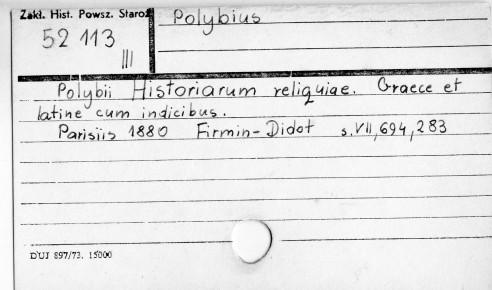 Zakł. Hist. Powsz. Staroż
Polybius
52 113
III
Polybii Historiarum reliquiae. Graece et
latine cum indicibus.
Parisiis 1880 Firmin-Didot s. VII, 694, 283
DUJ 897/73. 15000